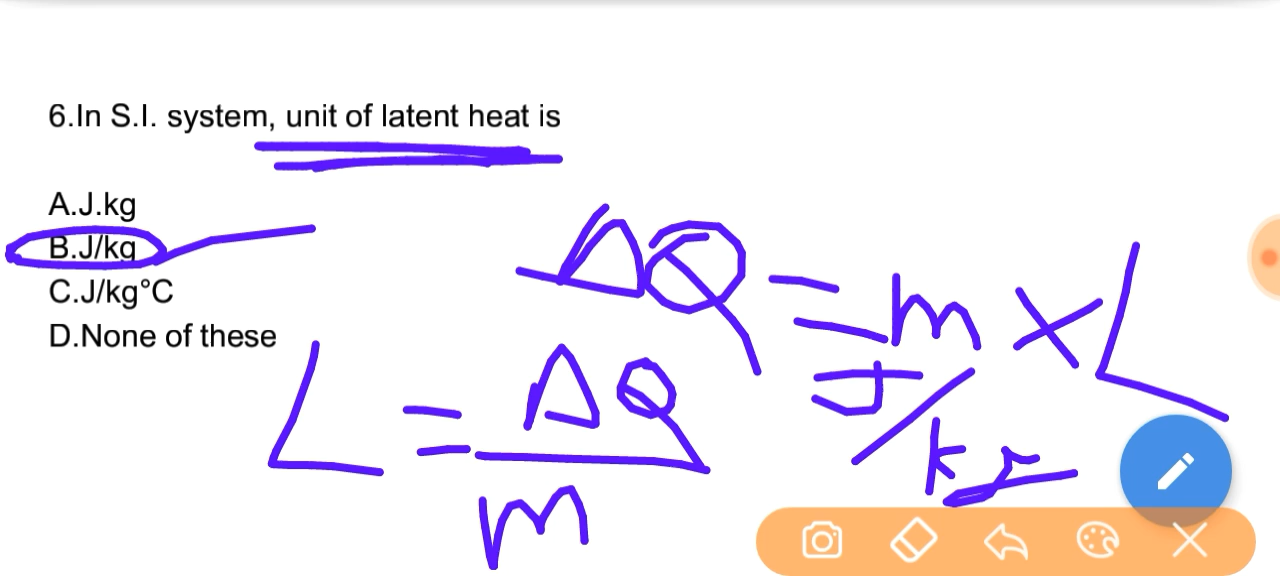 6.In S.I. system, unit of latent heat is
A.J.kg
B.J/kg
C.J/kg°C
D.None of these
ΔQ = m × L
L = ΔQ / m
J/kg